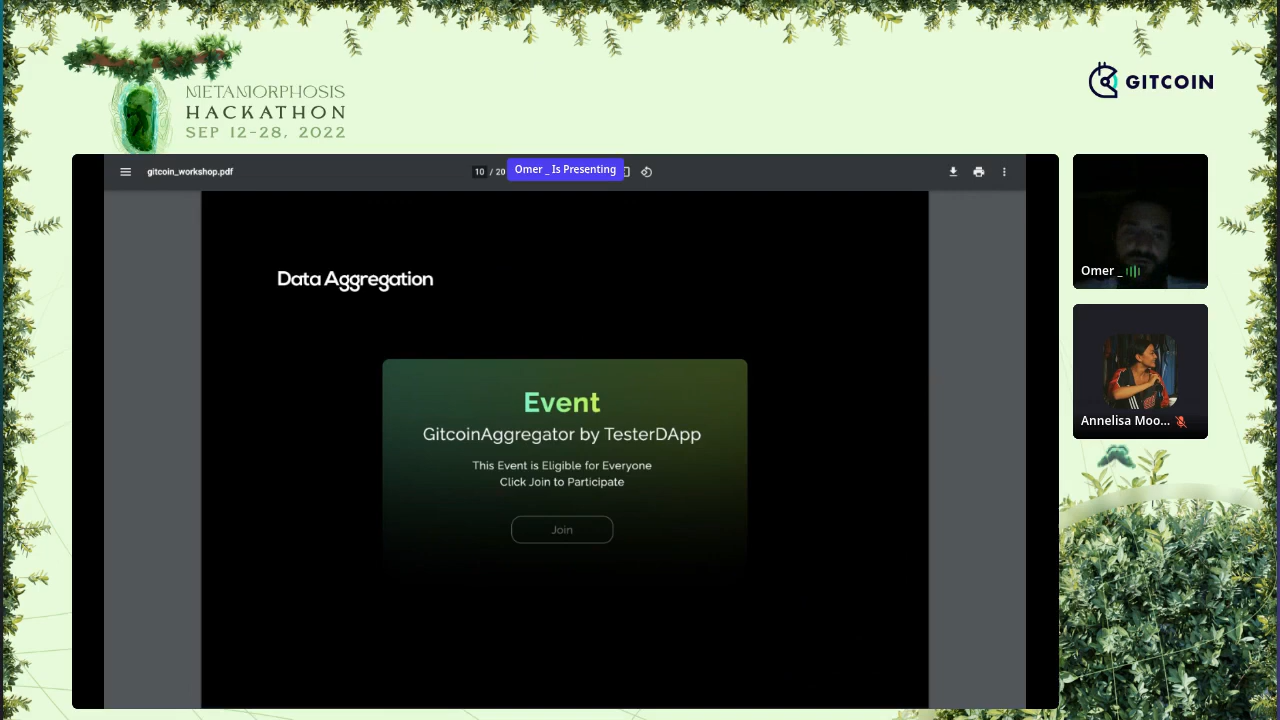 METAMORPHOSIS
HACKATHON
SEP 12-28, 2022
GITCOIN
gitcoin_workshop.pdf
10 / 20
Omer _ Is Presenting
Data Aggregation
Event
GitcoinAggregator by TesterDApp
This Event is Eligible for Everyone
Click Join to Participate
Join
Omer _
Annelisa Moo...